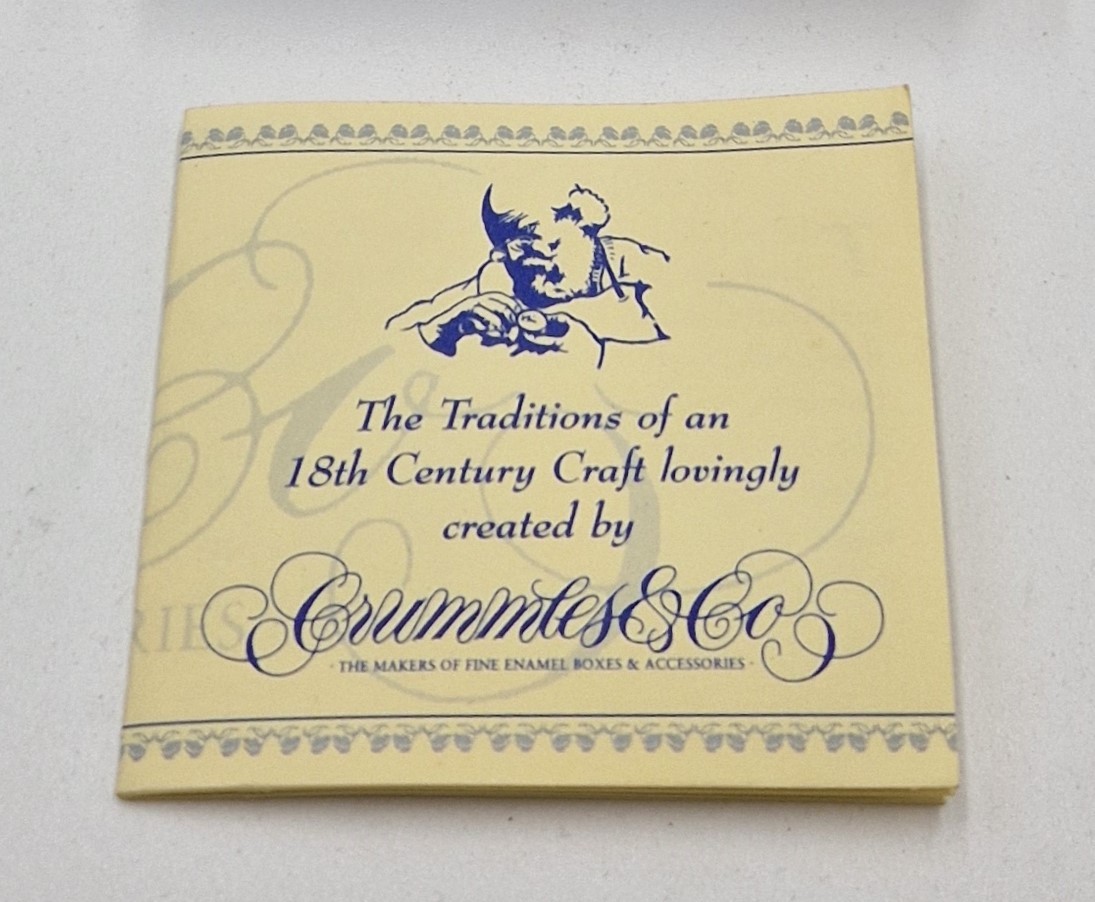 The Traditions of an
18th Century Craft lovingly
created by
Crummles & Co
· THE MAKERS OF FINE ENAMEL BOXES & ACCESSORIES ·
RIES